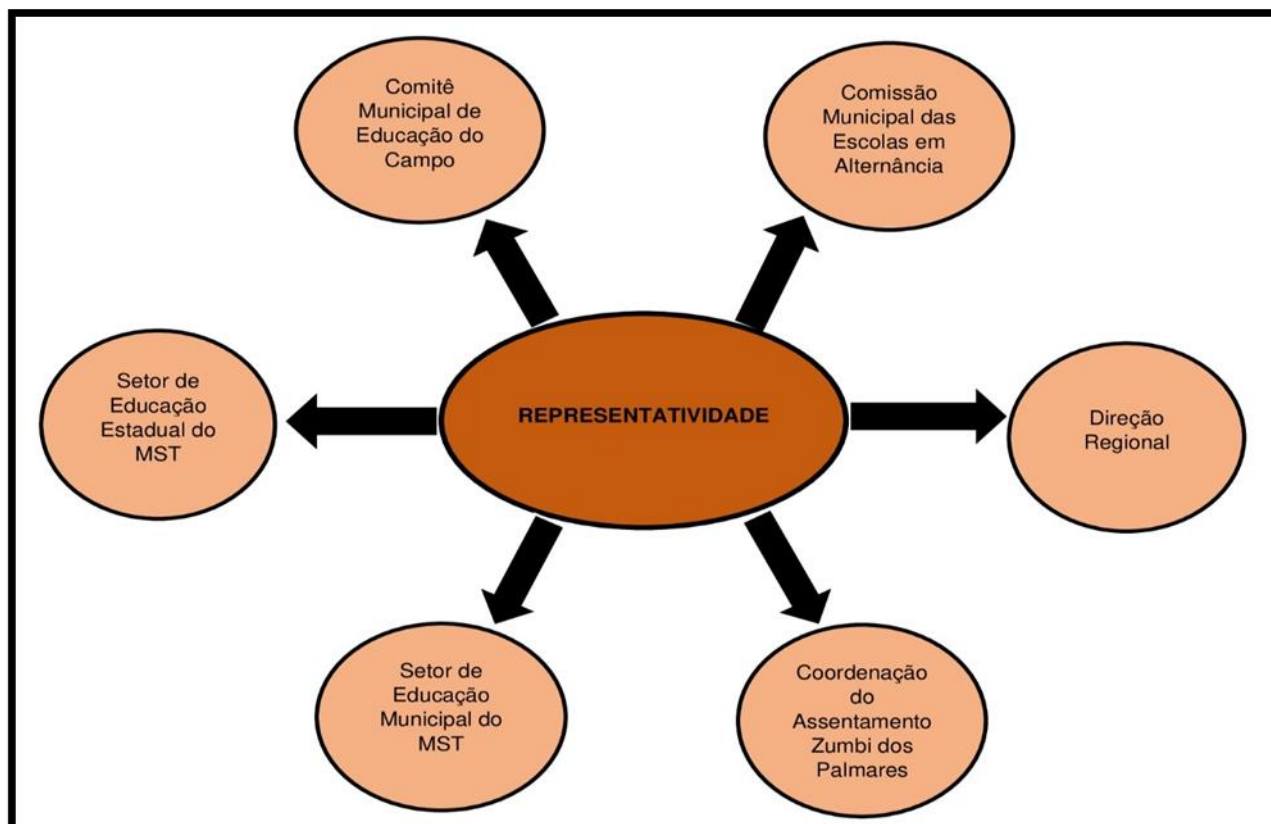 Comitê
Municipal de
Educação do
Campo
Comissão
Municipal das
Escolas em
Alternância
Setor de
Educação
Estadual do
MST
REPRESENTATIVIDADE
Direção
Regional
Setor de
Educação
Municipal do
MST
Coordenação
do
Assentamento
Zumbi dos
Palmares